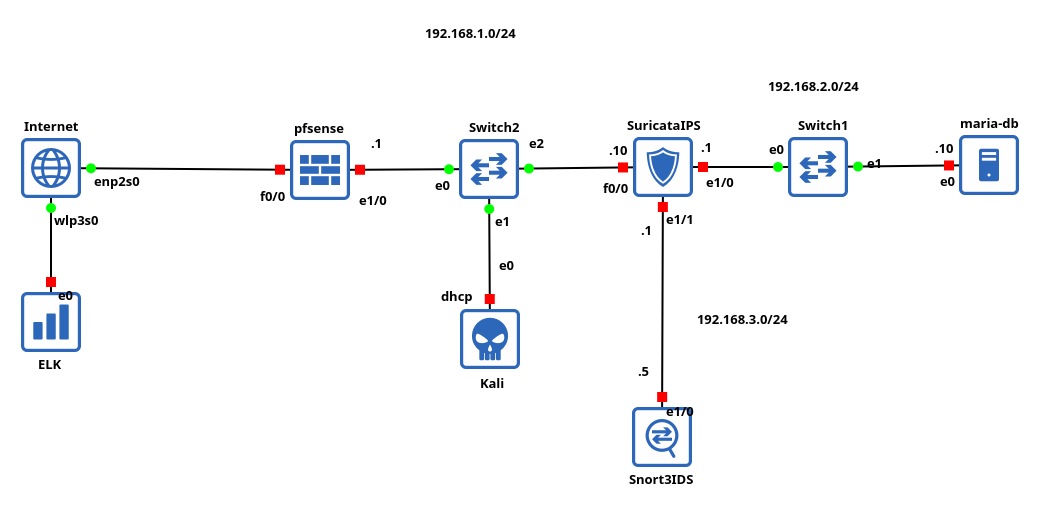 192.168.1.0/24
192.168.2.0/24
Internet
pfsense
Switch2
SuricataIPS
Switch1
maria-db
.1
e2
.10
.1
e0
.10
enp2s0
e0
f0/0
e1/0
e1
e0
f0/0
e1/0
wlp3s0
e1
e1/1
.1
e0
e0
dhcp
192.168.3.0/24
ELK
Kali
.5
e1/0
Snort3IDS